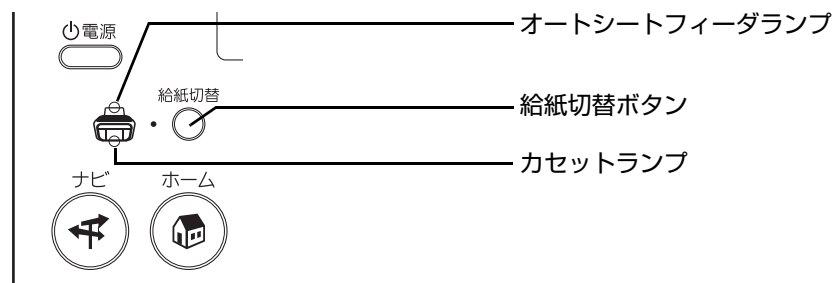 電源
オートシートフィーダランプ
給紙切替
給紙切替ボタン
カセットランプ
ナビ
ホーム